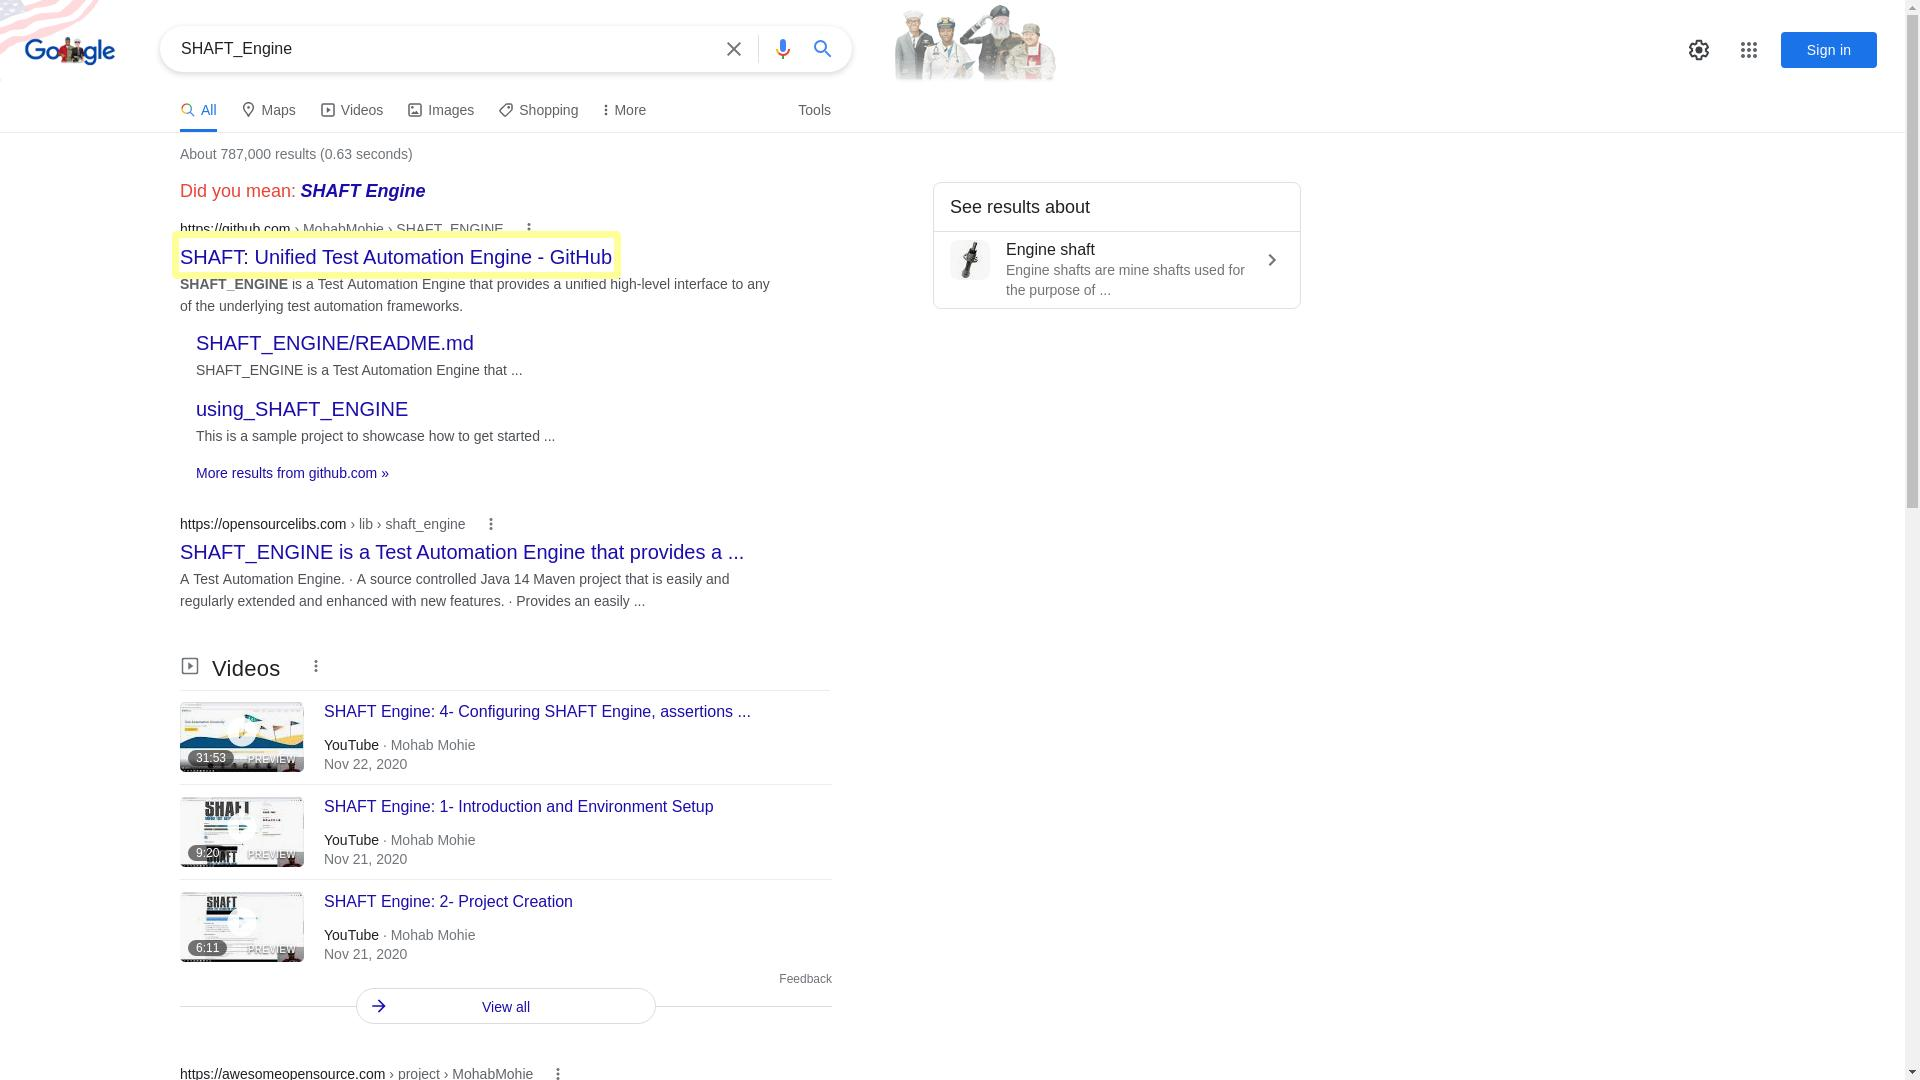 Google
SHAFT_Engine
Sign in
All
Maps
Videos
Images
Shopping
More
Tools
About 787,000 results (0.63 seconds)
Did you mean: SHAFT Engine
See results about
Engine shaft
Engine shafts are mine shafts used for
the purpose of ...
https://github.com › MohabMohie › SHAFT_ENGINE
SHAFT: Unified Test Automation Engine - GitHub
SHAFT_ENGINE is a Test Automation Engine that provides a unified high-level interface to any
of the underlying test automation frameworks.
SHAFT_ENGINE/README.md
SHAFT_ENGINE is a Test Automation Engine that ...
using_SHAFT_ENGINE
This is a sample project to showcase how to get started ...
More results from github.com »
https://opensourcelibs.com › lib › shaft_engine
SHAFT_ENGINE is a Test Automation Engine that provides a ...
A Test Automation Engine. · A source controlled Java 14 Maven project that is easily and
regularly extended and enhanced with new features. · Provides an easily ...
Videos
31:53
PREVIEW
SHAFT Engine: 4- Configuring SHAFT Engine, assertions ...
YouTube · Mohab Mohie
Nov 22, 2020
SHAFT
9:20
PREVIEW
SHAFT Engine: 1- Introduction and Environment Setup
YouTube · Mohab Mohie
Nov 21, 2020
SHAFT
6:11
PREVIEW
SHAFT Engine: 2- Project Creation
YouTube · Mohab Mohie
Nov 21, 2020
Feedback
View all
https://awesomeopensource.com › project › MohabMohie